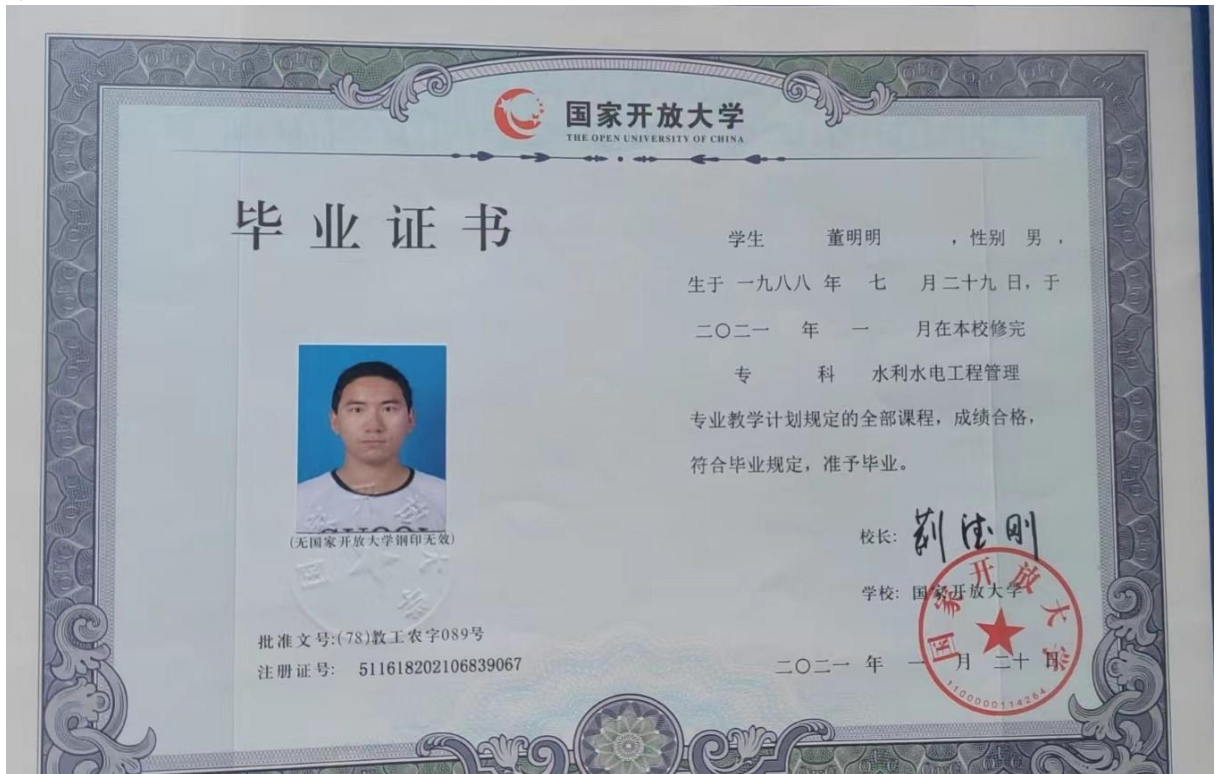 国家开放大学
THE OPEN UNIVERSITY OF CHINA
毕业证书
学生 董明明 ，性别 男，
生于 一九八八 年 七 月二十九 日，于
二〇二一 年 一 月在本校修完
专 科 水利水电工程管理
专业教学计划规定的全部课程，成绩合格，
符合毕业规定，准予毕业。
(无国家开放大学钢印无效)
校长：
学校：国家开放大学
批准文号:(78)教工农字089号
注册证号: 511618202106839067
二〇二一 年 一 月 二十 日
国家开放大学
1100000114264